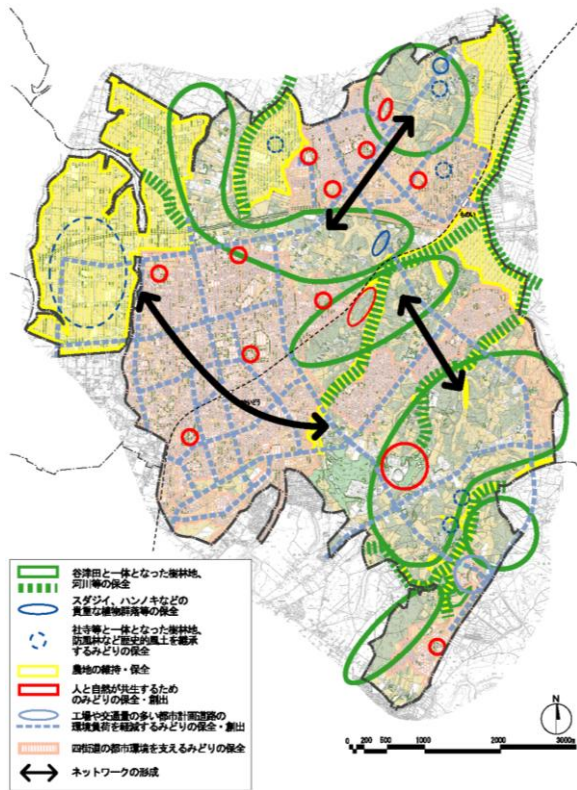 谷津田と一体となった樹林地、
河川等の保全
スダジイ、ハンノキなどの
貴重な植物群落等の保全
社寺等と一体となった樹林地、
防風林など歴史的風土を継承
するみどりの保全
農地の維持・保全
人と自然が共生するため
のみどりの保全・創出
工場や交通量の多い都市計画道路の
環境負荷を軽減するみどりの保全・創出
四街道の都市環境を支えるみどりの保全
ネットワークの形成
N
0 200 500 1000 2000 3000m